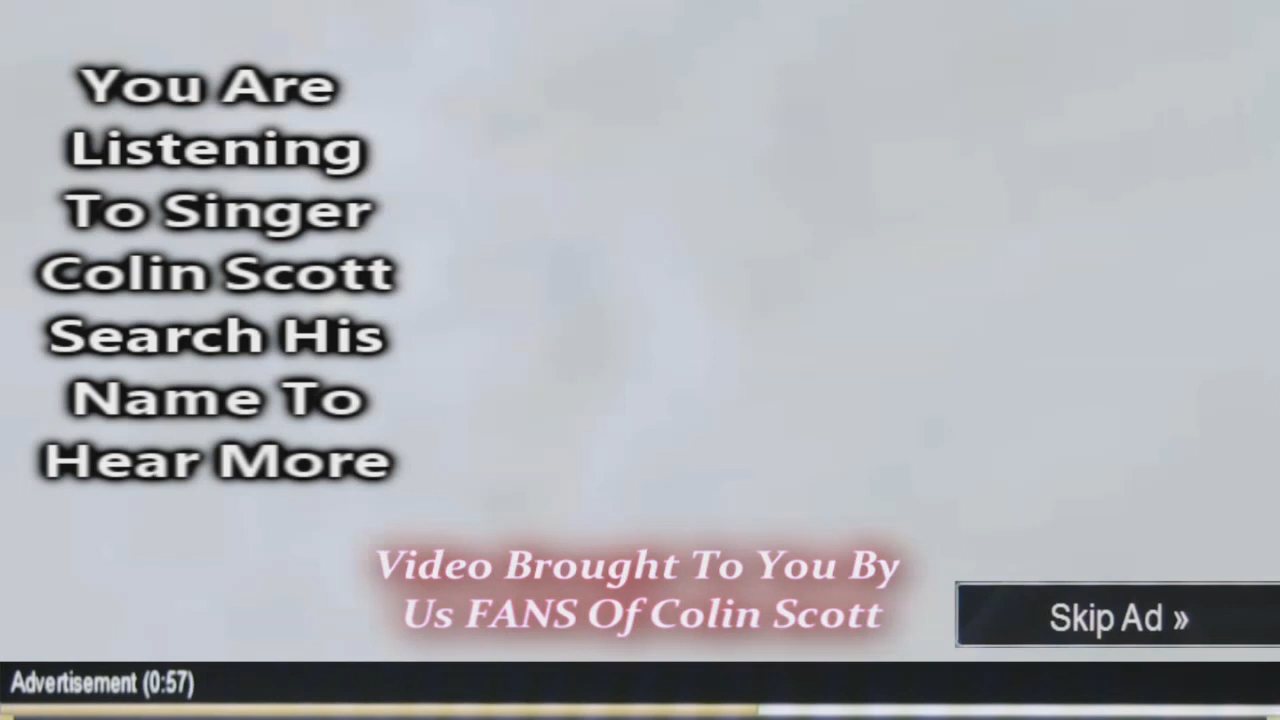 You Are
Listening
To Singer
Colin Scott
Search His
Name To
Hear More
Video Brought To You By
Us FANS Of Colin Scott
Skip Ad »
Advertisement (0:57)